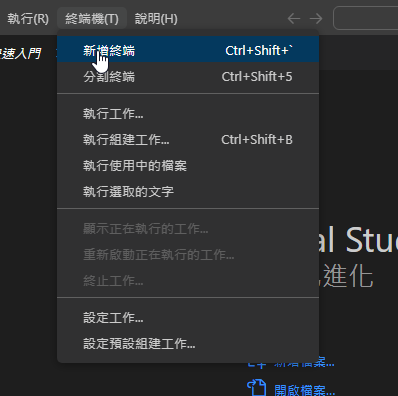 執行(R) 終端機(T) 說明(H)
速入門
新增終端 Ctrl+Shift+`
分割終端 Ctrl+Shift+5
執行工作...
執行組建工作... Ctrl+Shift+B
執行使用中的檔案
執行選取的文字
顯示正在執行的工作...
重新啟動正在執行的工作...
終止工作...
設定工作...
設定預設組建工作...
al Stu
進化
新增檔案...
開啟檔案...